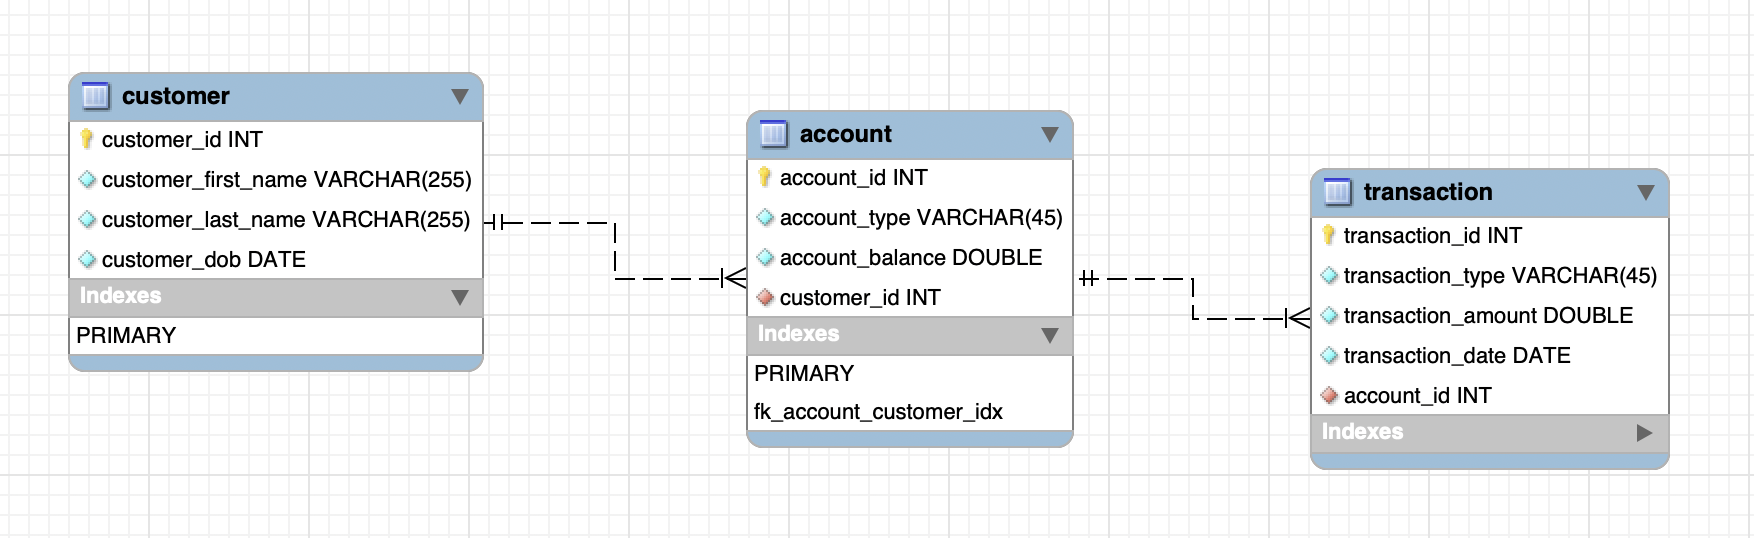 customer
customer_id INT
customer_first_name VARCHAR(255)
customer_last_name VARCHAR(255)
customer_dob DATE
Indexes
PRIMARY
account
account_id INT
account_type VARCHAR(45)
account_balance DOUBLE
customer_id INT
Indexes
PRIMARY
fk_account_customer_idx
transaction
transaction_id INT
transaction_type VARCHAR(45)
transaction_amount DOUBLE
transaction_date DATE
account_id INT
Indexes